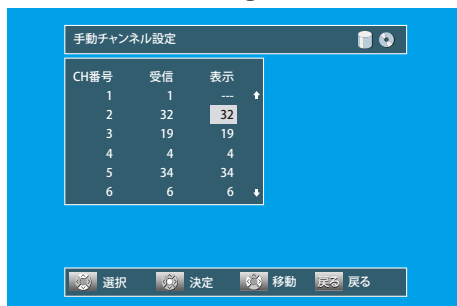 手動チャンネル設定
CH番号 受信 表示
1 1 ---
2 32 32
3 19 19
4 4 4
5 34 34
6 6 6
選択 決定 移動 戻る 戻る